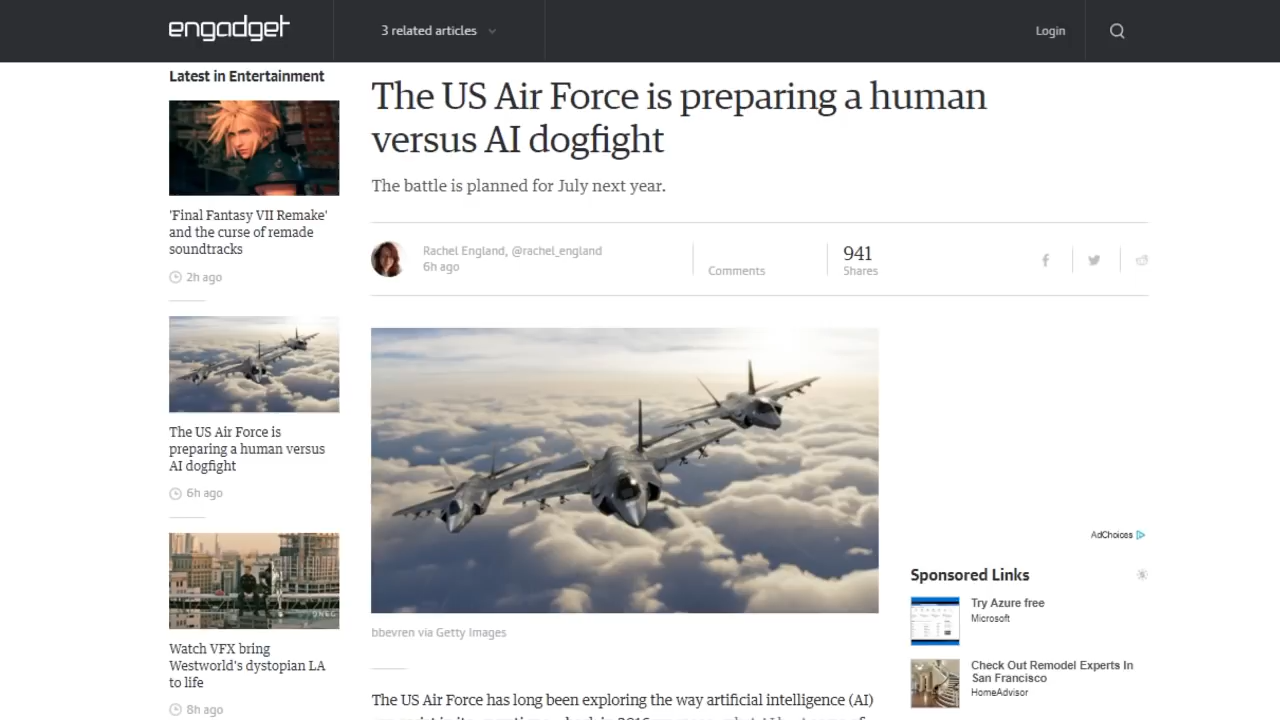 engadget
3 related articles
Login
Latest in Entertainment
'Final Fantasy VII Remake'
and the curse of remade
soundtracks
2h ago
The US Air Force is
preparing a human versus
AI dogfight
6h ago
Watch VFX bring
Westworld's dystopian LA
to life
8h ago
The US Air Force is preparing a human
versus AI dogfight
The battle is planned for July next year.
Rachel England, @rachel_england
6h ago
Comments
941
Shares
bbevren via Getty Images
The US Air Force has long been exploring the way artificial intelligence (AI)
AdChoices
Sponsored Links
Try Azure free
Microsoft
Check Out Remodel Experts In
San Francisco
HomeAdvisor